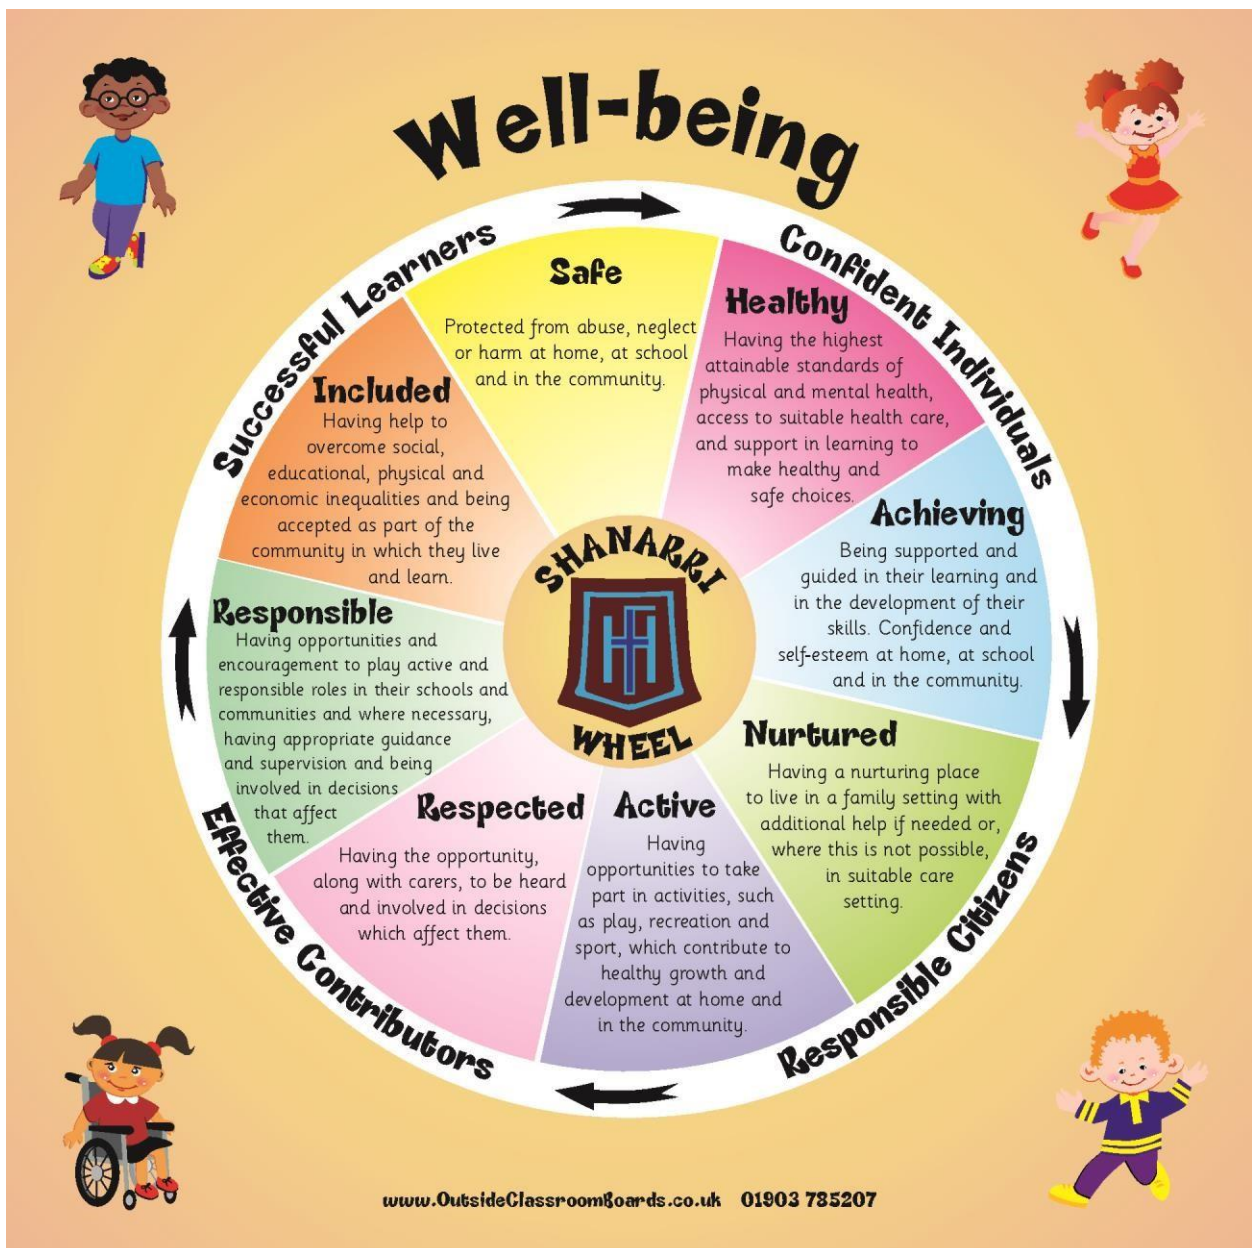 Well-being
Successful Learners
Confident Individuals
Responsible Citizens
Effective Contributors
Safe
Protected from abuse, neglect
or harm at home, at school
and in the community.
Healthy
Having the highest
attainable standards of
physical and mental health,
access to suitable health care,
and support in learning to
make healthy and
safe choices.
Achieving
Being supported and
guided in their learning and
in the development of their
skills. Confidence and
self-esteem at home, at school
and in the community.
Nurtured
Having a nurturing place
to live in a family setting with
additional help if needed or,
where this is not possible,
in suitable care
setting.
Active
Having
opportunities to take
part in activities, such
as play, recreation and
sport, which contribute to
healthy growth and
development at home and
in the community.
Respected
Having the opportunity,
along with carers, to be heard
and involved in decisions
which affect them.
Responsible
Having opportunities and
encouragement to play active and
responsible roles in their schools and
communities and where necessary,
having appropriate guidance
and supervision and being
involved in decisions
that affect
them.
Included
Having help to
overcome social,
educational, physical and
economic inequalities and being
accepted as part of the
community in which they live
and learn.
SHANARRI
WHEEL
www.OutsideClassroomBoards.co.uk 01903 785207